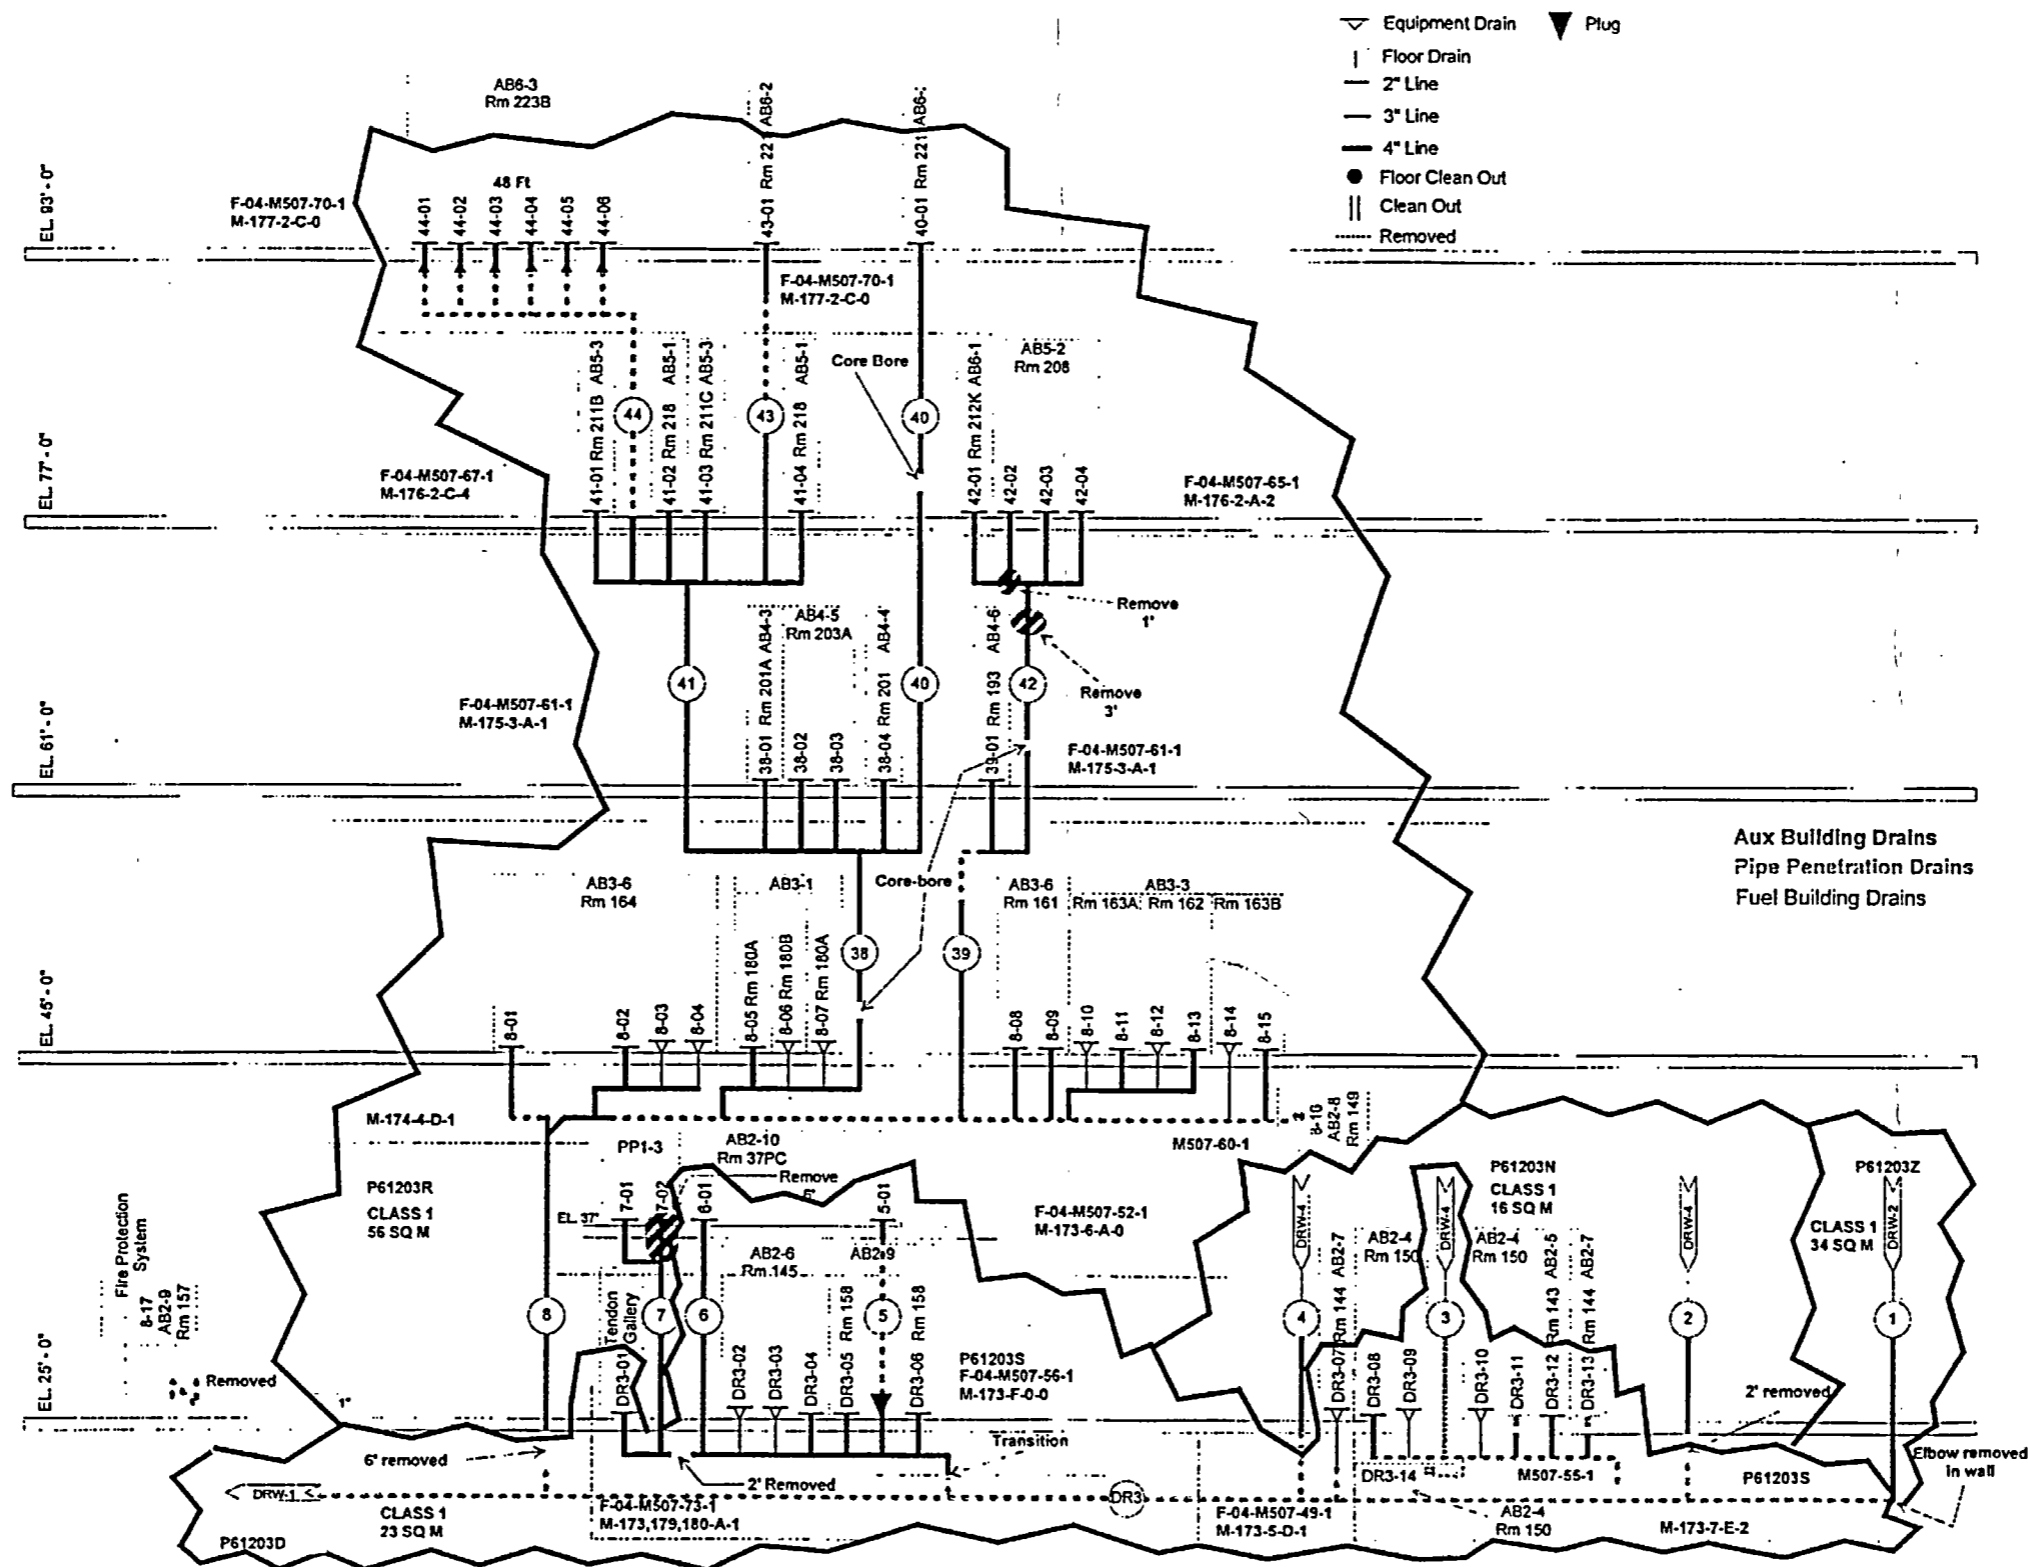 Equipment Drain
Plug
Floor Drain
2" Line
3" Line
4" Line
Floor Clean Out
Clean Out
Removed
AB6-3
Rm 223B
48 Ft
F-04-M507-70-1
M-177-2-C-0
EL. 93' - 0"
44-01
44-02
44-03
44-04
44-05
44-06
43-01 Rm 221 AB6-2
40-01 Rm 221 AB6-
F-04-M507-70-1
M-177-2-C-0
Core Bore
AB5-2
Rm 208
41-01 Rm 211B AB5-3
44
41-02 Rm 218 AB5-1
41-03 Rm 211C AB5-3
43
41-04 Rm 218 AB5-1
40
42-01 Rm 212K AB6-1
42-02
42-03
42-04
EL. 77' - 0"
F-04-M507-67-1
M-176-2-C-4
F-04-M507-65-1
M-176-2-A-2
Remove
1'
Remove
3'
AB4-5
Rm 203A
41
38-01 Rm 201A AB4-3
38-02
38-03
38-04 Rm 201 AB4-4
40
39-01 Rm 193 AB4-6
42
EL. 61' - 0"
F-04-M507-61-1
M-175-3-A-1
F-04-M507-61-1
M-175-3-A-1
Aux Building Drains
Pipe Penetration Drains
Fuel Building Drains
AB3-6
Rm 164
AB3-1
Core-bore
AB3-6
Rm 161
AB3-3
Rm 163A
Rm 162
Rm 163B
38
39
EL. 45' - 0"
8-01
8-02
8-03
8-04
8-05 Rm 180A
8-06 Rm 180B
8-07 Rm 180A
8-08
8-09
8-10
8-11
8-12
8-13
8-14
8-15
M-174-4-D-1
PP1-3
AB2-10
Rm 37PC
Remove
6'
M507-60-1
AB2-8
Rm 149
P61203R
CLASS 1
56 SQ M
EL. 37'
7-01
7-02
6-01
5-01
F-04-M507-52-1
M-173-6-A-0
P61203N
CLASS 1
16 SQ M
P61203Z
CLASS 1
34 SQ M
DRW-4
DRW-4
DRW-4
DRW-2
Fire Protection
System
8-17
AB2-9
Rm 157
Removed
AB2-6
Rm 145
AB2-9
AB2-4
Rm 150
AB2-4
Rm 150
8
Tendon
Gallery
7
6
5
4
3
2
1
EL. 25' - 0"
1"
DR3-01
DR3-02
DR3-03
DR3-04
DR3-05 Rm 158
DR3-06 Rm 158
P61203S
F-04-M507-56-1
M-173-F-0-0
DR3-07 Rm 144 AB2-7
DR3-08
DR3-09
DR3-10
DR3-11
DR3-12 Rm 143 AB2-5
DR3-13 Rm 144 AB2-7
2' removed
6' removed
2' Removed
Transition
DR3-14
M507-55-1
P61203S
Elbow removed
in wall
DRW-1
CLASS 1
23 SQ M
P61203D
F-04-M507-73-1
M-173,179,180-A-1
DR3
F-04-M507-49-1
M-173-5-D-1
AB2-4
Rm 150
M-173-7-E-2